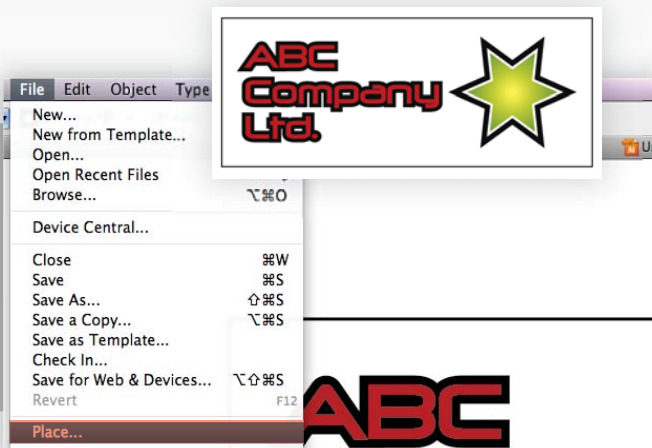 ABC
Company
Ltd.
File Edit Object Type
New...
New from Template...
Open...
Open Recent Files
Browse... ⌥⌘O
Device Central...
Close ⌘W
Save ⌘S
Save As... ⇧⌘S
Save a Copy... ⌥⌘S
Save as Template...
Check In...
Save for Web & Devices... ⌥⇧⌘S
Revert F12
Place...
ABC